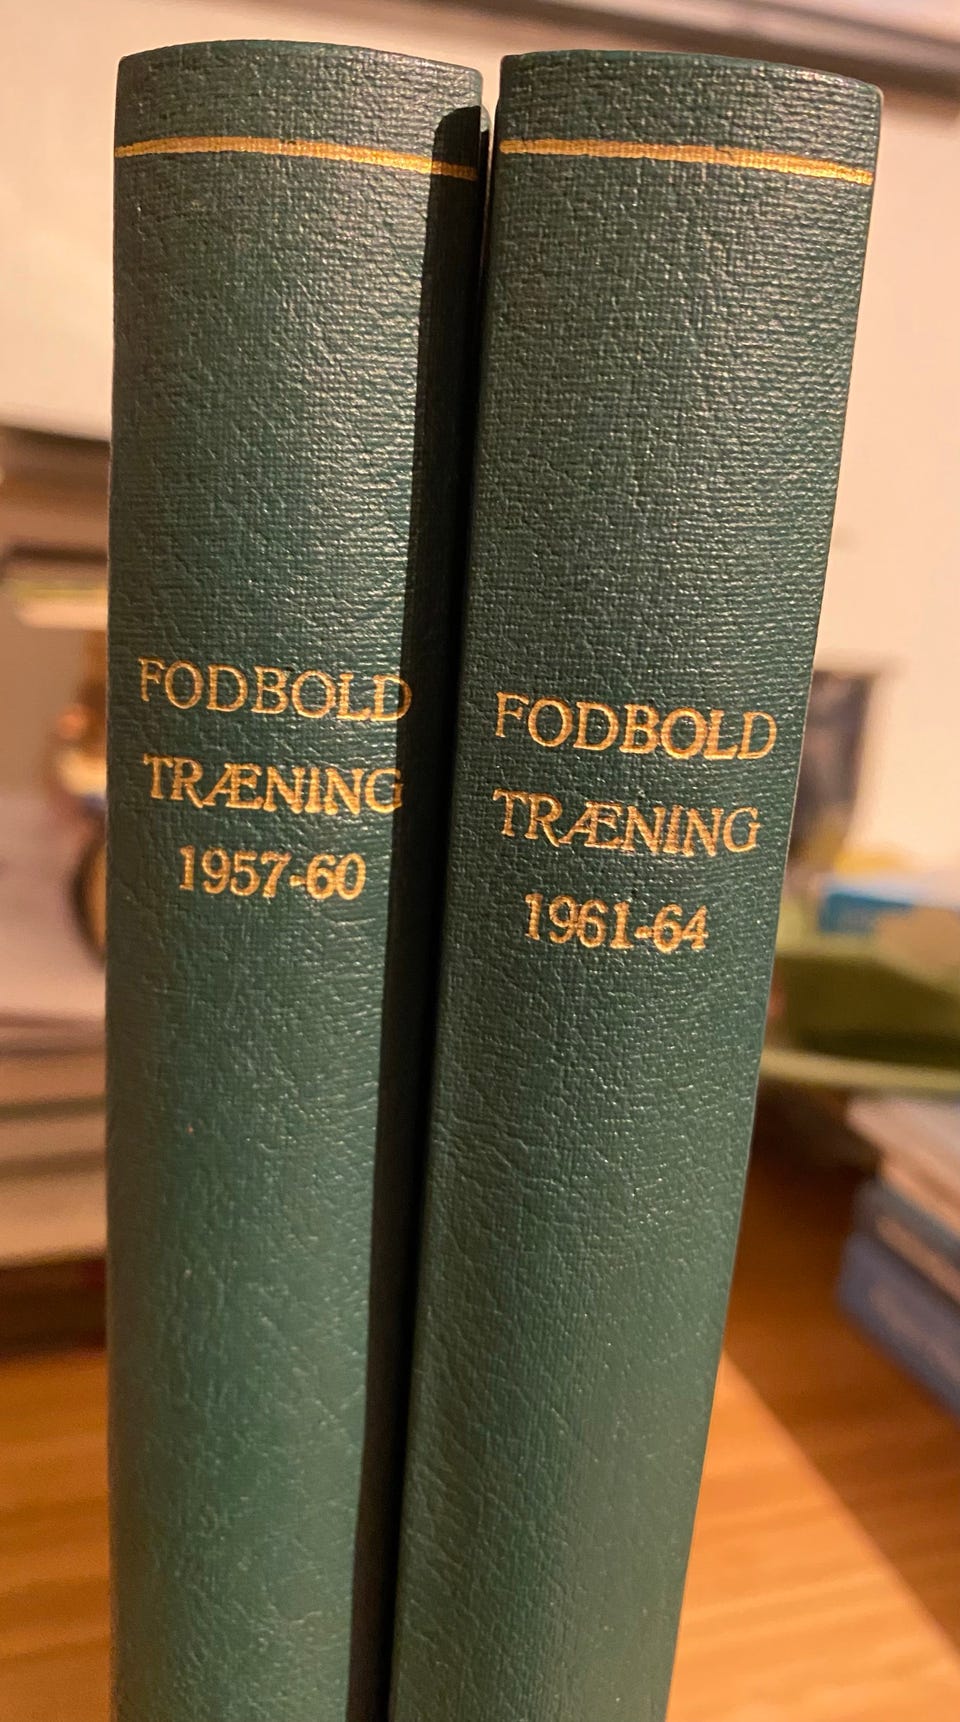 FODBOLD
TRÆNING
1957-60
FODBOLD
TRÆNING
1961-64